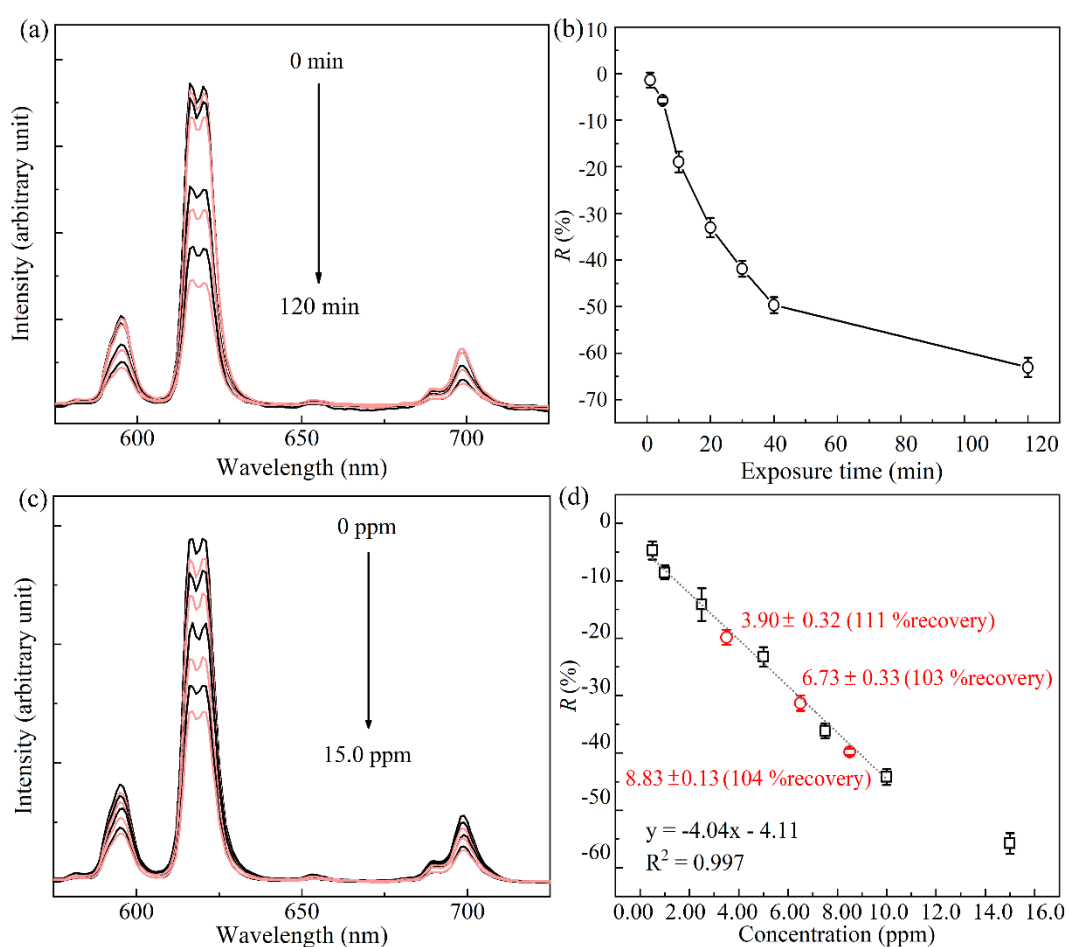 (a)
0 min
120 min
Intensity (arbitrary unit)
600
650
700
Wavelength (nm)
(b)
10
0
-10
-20
-30
-40
-50
-60
-70
R (%)
0
20
40
60
80
100
120
Exposure time (min)
(c)
0 ppm
15.0 ppm
Intensity (arbitrary unit)
600
650
700
Wavelength (nm)
(d)
0
-10
-20
-30
-40
-50
-60
R (%)
3.90 ± 0.32 (111 %recovery)
6.73 ± 0.33 (103 %recovery)
8.83 ±0.13 (104 %recovery)
y = -4.04x - 4.11
R² = 0.997
0.00
2.00
4.00
6.00
8.00
10.0
12.0
14.0
16.0
Concentration (ppm)